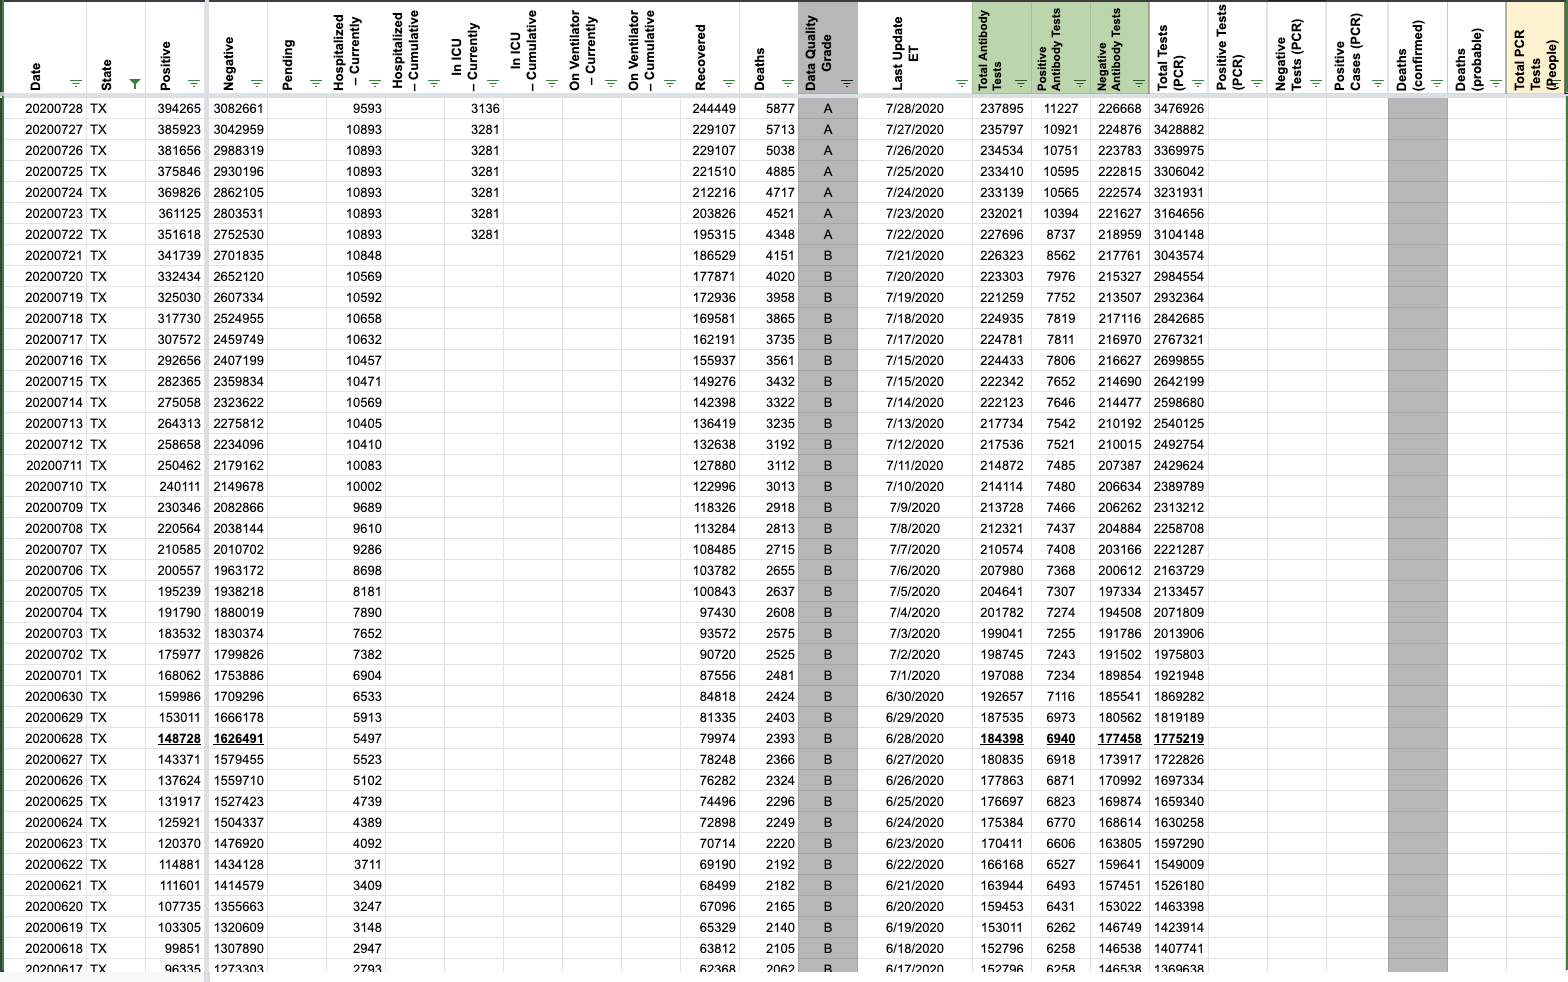 Date State Positive Negative Pending Hospitalized – Currently Hospitalized – Cumulative In ICU – Currently In ICU – Cumulative On Ventilator – Currently On Ventilator – Cumulative Recovered Deaths Data Quality Grade Last Update ET Total Antibody Tests Positive Antibody Tests Negative Antibody Tests Total Tests (PCR) Positive Tests (PCR) Negative Tests (PCR) Positive Cases (PCR) Deaths (confirmed) Deaths (probable) Total PCR Tests (People)
20200728 TX 394265 3082661 9593 3136 244449 5877 A 7/28/2020 237895 11227 226668 3476926
20200727 TX 385923 3042959 10893 3281 229107 5713 A 7/27/2020 235797 10921 224876 3428882
20200726 TX 381656 2988319 10893 3281 229107 5038 A 7/26/2020 234534 10751 223783 3369975
20200725 TX 375846 2930196 10893 3281 221510 4885 A 7/25/2020 233410 10595 222815 3306042
20200724 TX 369826 2862105 10893 3281 212216 4717 A 7/24/2020 233139 10565 222574 3231931
20200723 TX 361125 2803531 10893 3281 203826 4521 A 7/23/2020 232021 10394 221627 3164656
20200722 TX 351618 2752530 10893 3281 195315 4348 A 7/22/2020 227696 8737 218959 3104148
20200721 TX 341739 2701835 10848 186529 4151 B 7/21/2020 226323 8562 217761 3043574
20200720 TX 332434 2652120 10569 177871 4020 B 7/20/2020 223303 7976 215327 2984554
20200719 TX 325030 2607334 10592 172936 3958 B 7/19/2020 221259 7752 213507 2932364
20200718 TX 317730 2524955 10658 169581 3865 B 7/18/2020 224935 7819 217116 2842685
20200717 TX 307572 2459749 10632 162191 3735 B 7/17/2020 224781 7811 216970 2767321
20200716 TX 292656 2407199 10457 155937 3561 B 7/15/2020 224433 7806 216627 2699855
20200715 TX 282365 2359834 10471 149276 3432 B 7/15/2020 222342 7652 214690 2642199
20200714 TX 275058 2323622 10569 142398 3322 B 7/14/2020 222123 7646 214477 2598680
20200713 TX 264313 2275812 10405 136419 3235 B 7/13/2020 217734 7542 210192 2540125
20200712 TX 258658 2234096 10410 132638 3192 B 7/12/2020 217536 7521 210015 2492754
20200711 TX 250462 2179162 10083 127880 3112 B 7/11/2020 214872 7485 207387 2429624
20200710 TX 240111 2149678 10002 122996 3013 B 7/10/2020 214114 7480 206634 2389789
20200709 TX 230346 2082866 9689 118326 2918 B 7/9/2020 213728 7466 206262 2313212
20200708 TX 220564 2038144 9610 113284 2813 B 7/8/2020 212321 7437 204884 2258708
20200707 TX 210585 2010702 9286 108485 2715 B 7/7/2020 210574 7408 203166 2221287
20200706 TX 200557 1963172 8698 103782 2655 B 7/6/2020 207980 7368 200612 2163729
20200705 TX 195239 1938218 8181 100843 2637 B 7/5/2020 204641 7307 197334 2133457
20200704 TX 191790 1880019 7890 97430 2608 B 7/4/2020 201782 7274 194508 2071809
20200703 TX 183532 1830374 7652 93572 2575 B 7/3/2020 199041 7255 191786 2013906
20200702 TX 175977 1799826 7382 90720 2525 B 7/2/2020 198745 7243 191502 1975803
20200701 TX 168062 1753886 6904 87556 2481 B 7/1/2020 197088 7234 189854 1921948
20200630 TX 159986 1709296 6533 84818 2424 B 6/30/2020 192657 7116 185541 1869282
20200629 TX 153011 1666178 5913 81335 2403 B 6/29/2020 187535 6973 180562 1819189
20200628 TX 148728 1626491 5497 79974 2393 B 6/28/2020 184398 6940 177458 1775219
20200627 TX 143371 1579455 5523 78248 2366 B 6/27/2020 180835 6918 173917 1722826
20200626 TX 137624 1559710 5102 76282 2324 B 6/26/2020 177863 6871 170992 1697334
20200625 TX 131917 1527423 4739 74496 2296 B 6/25/2020 176697 6823 169874 1659340
20200624 TX 125921 1504337 4389 72898 2249 B 6/24/2020 175384 6770 168614 1630258
20200623 TX 120370 1476920 4092 70714 2220 B 6/23/2020 170411 6606 163805 1597290
20200622 TX 114881 1434128 3711 69190 2192 B 6/22/2020 166168 6527 159641 1549009
20200621 TX 111601 1414579 3409 68499 2182 B 6/21/2020 163944 6493 157451 1526180
20200620 TX 107735 1355663 3247 67096 2165 B 6/20/2020 159453 6431 153022 1463398
20200619 TX 103305 1320609 3148 65329 2140 B 6/19/2020 153011 6262 146749 1423914
20200618 TX 99851 1307890 2947 63812 2105 B 6/18/2020 152796 6258 146538 1407741
20200617 TX 96335 1273303 2793 62368 2062 B 6/17/2020 152796 6258 146538 1369638